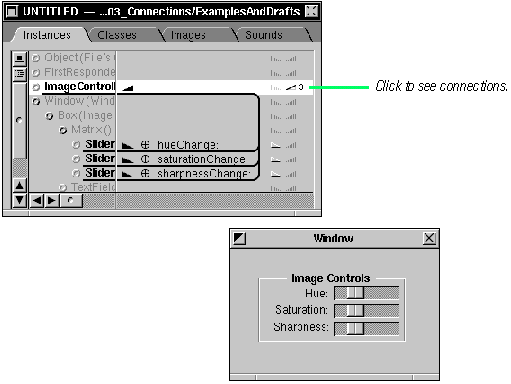 UNTITLED — ...03_Connections/ExamplesAndDrafts
Instances Classes Images Sounds
Object(File's
FirstResponde
ImageControll 3
Click to see connections.
Window(Wind
Box(Image
Matrix()
Slider hueChange:
Slider saturationChange
Slider sharpnessChange:
TextField
Window
Image Controls
Hue:
Saturation:
Sharpness: